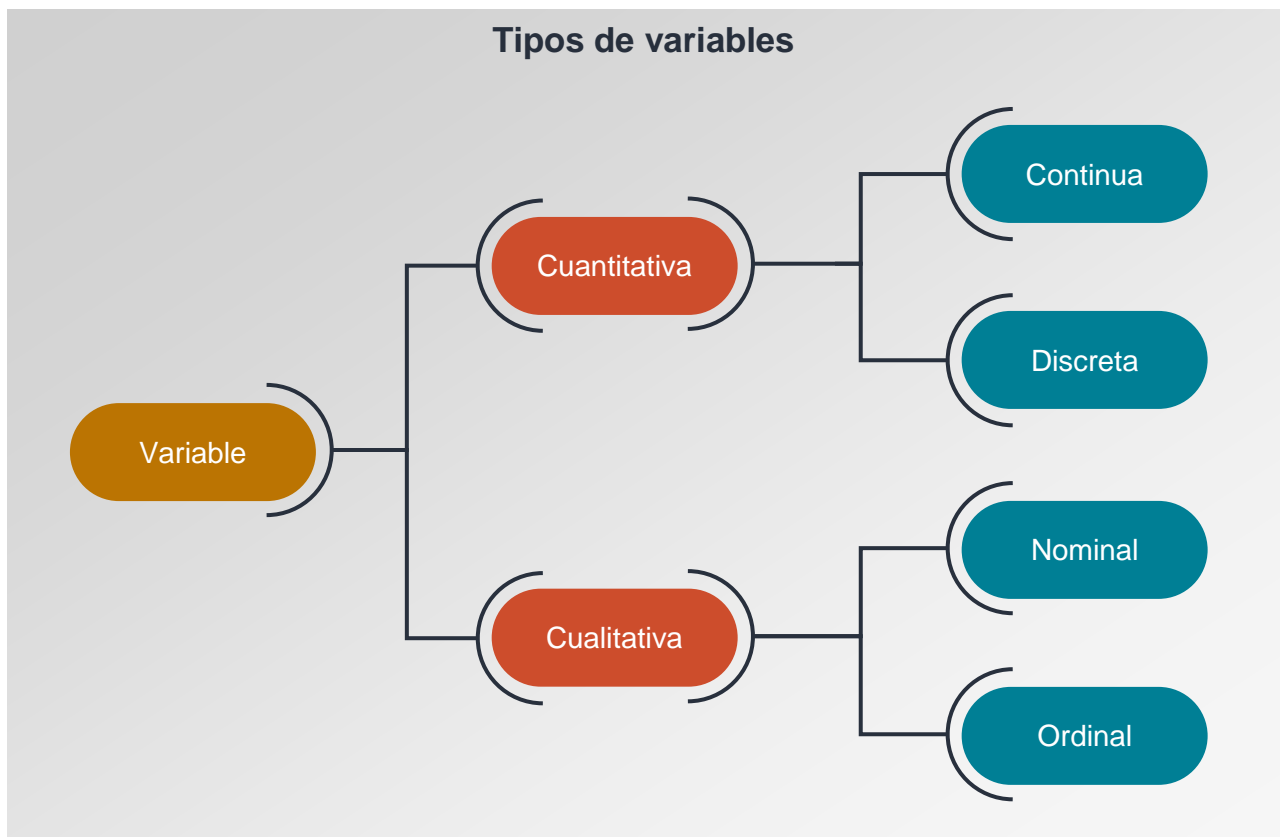 Tipos de variables
Variable
Cuantitativa
Continua
Discreta
Cualitativa
Nominal
Ordinal